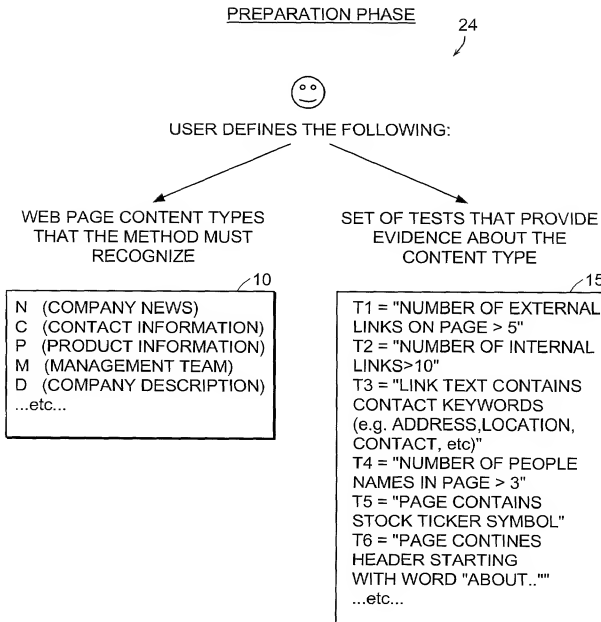 PREPARATION PHASE
24
USER DEFINES THE FOLLOWING:
WEB PAGE CONTENT TYPES
THAT THE METHOD MUST
RECOGNIZE
10
N (COMPANY NEWS)
C (CONTACT INFORMATION)
P (PRODUCT INFORMATION)
M (MANAGEMENT TEAM)
D (COMPANY DESCRIPTION)
...etc...
SET OF TESTS THAT PROVIDE
EVIDENCE ABOUT THE
CONTENT TYPE
15
T1 = "NUMBER OF EXTERNAL
LINKS ON PAGE > 5"
T2 = "NUMBER OF INTERNAL
LINKS>10"
T3 = "LINK TEXT CONTAINS
CONTACT KEYWORDS
(e.g. ADDRESS,LOCATION,
CONTACT, etc)"
T4 = "NUMBER OF PEOPLE
NAMES IN PAGE > 3"
T5 = "PAGE CONTAINS
STOCK TICKER SYMBOL"
T6 = "PAGE CONTINES
HEADER STARTING
WITH WORD "ABOUT..""
...etc...